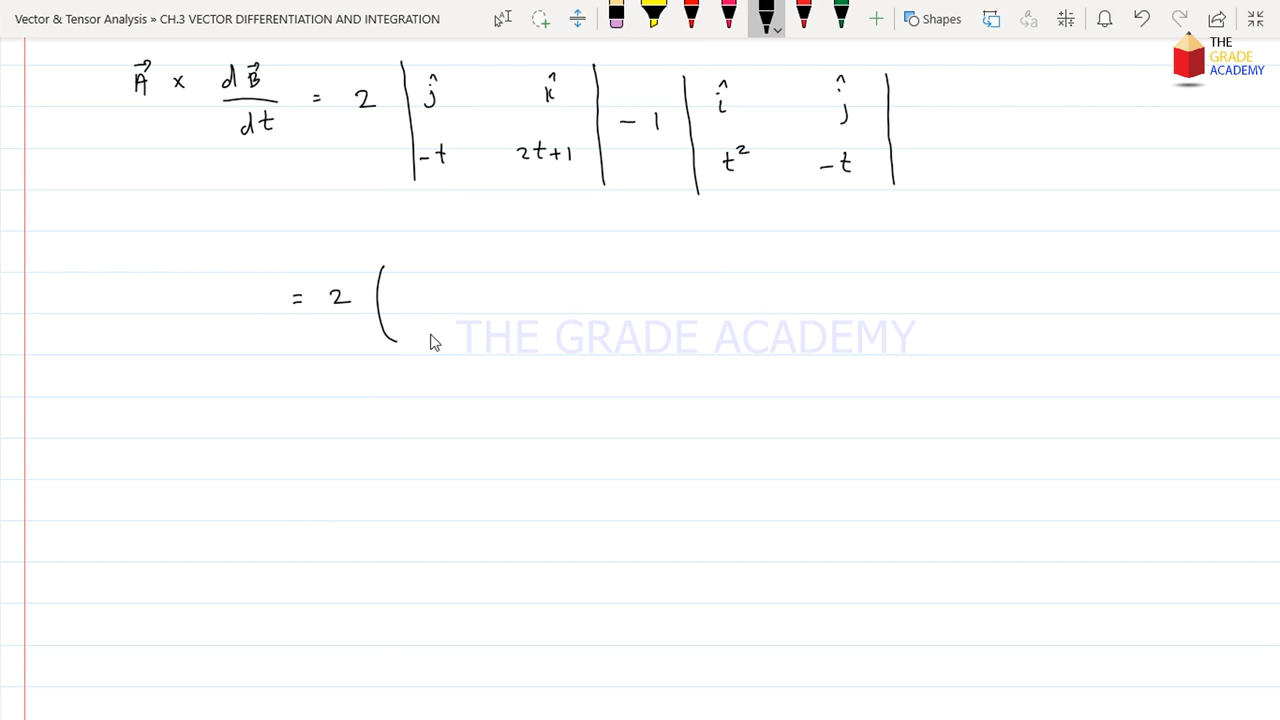 Vector & Tensor Analysis » CH.3 VECTOR DIFFERENTIATION AND INTEGRATION
Shapes
THE
GRADE
ACADEMY
A⃗ × dB⃗/dt = 2 | ĵ k̂ | − 1 | î ĵ |
−t 2t+1 t² −t
= 2 (
THE GRADE ACADEMY